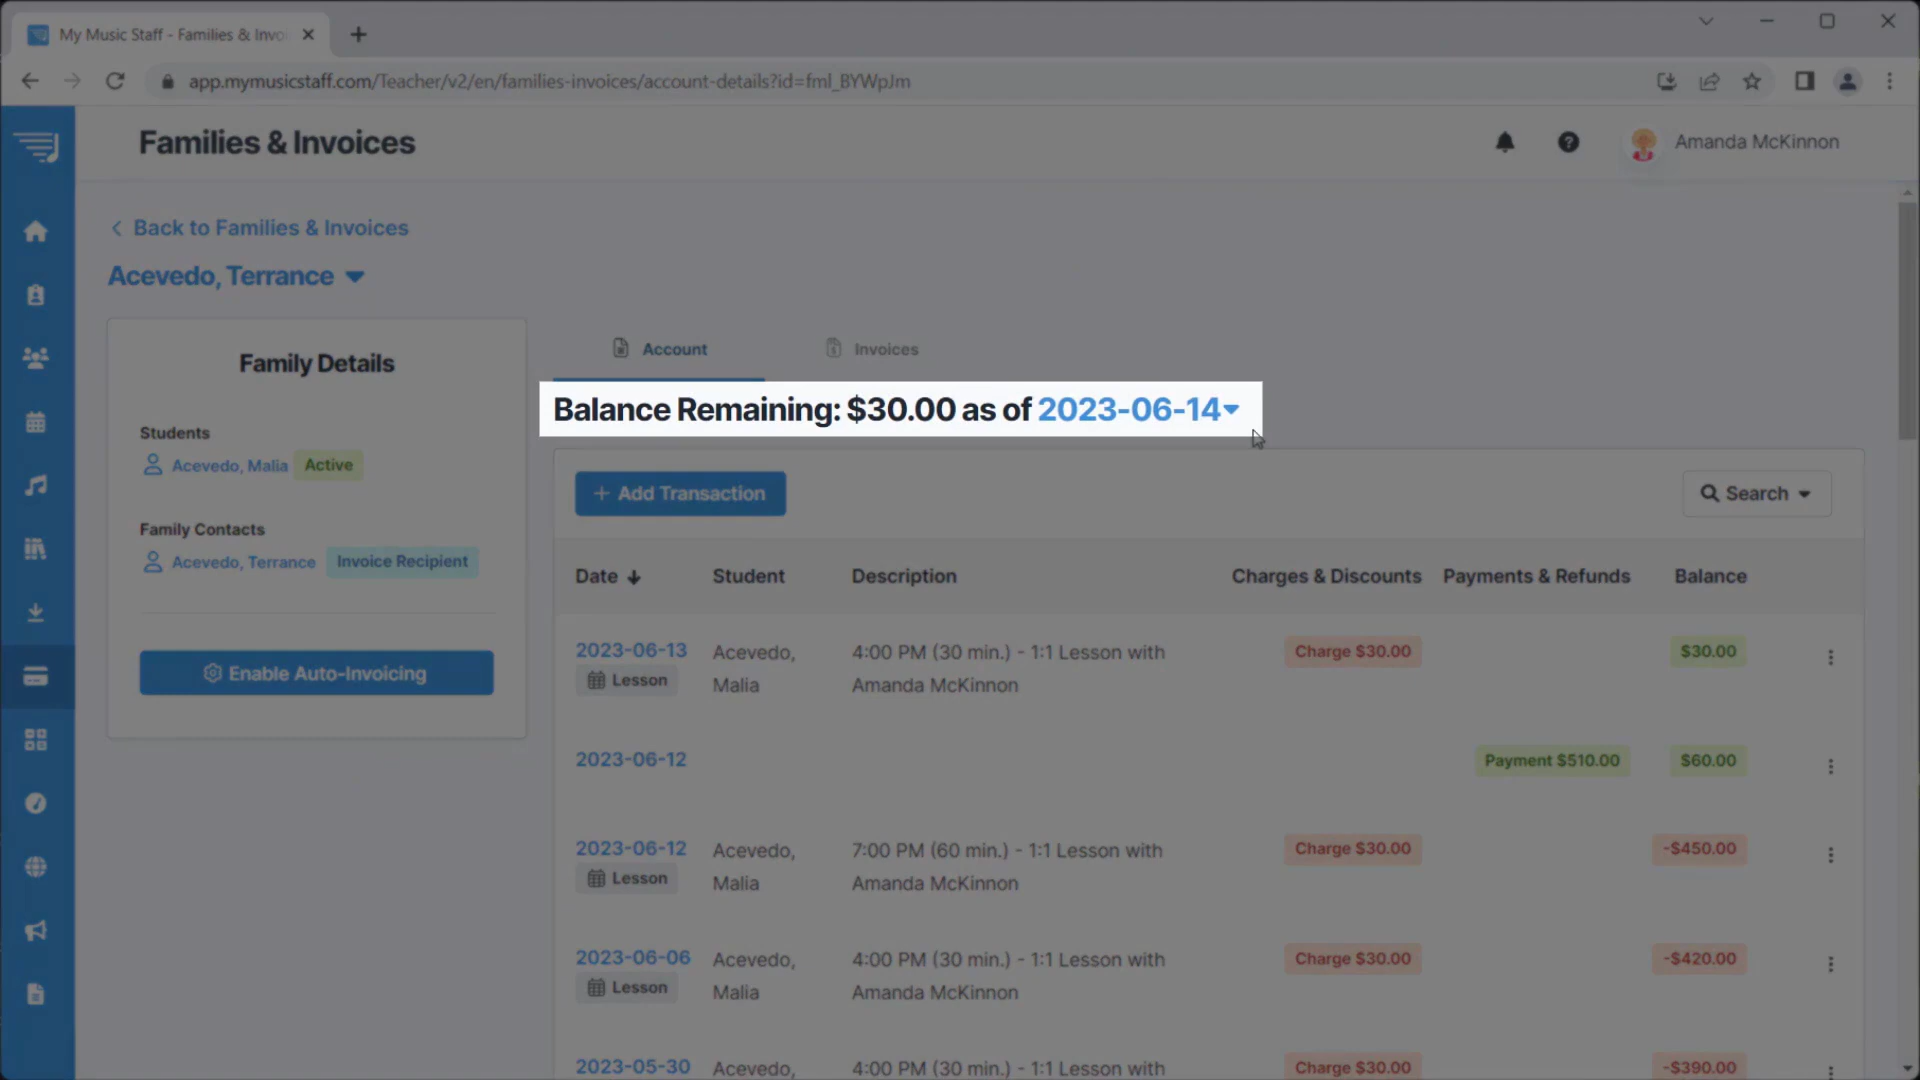 My Music Staff - Families & Invoi
app.mymusicstaff.com/Teacher/v2/en/families-invoices/account-details?id=fml_BYWpJm
Families & Invoices
Amanda McKinnon
Back to Families & Invoices
Acevedo, Terrance
Family Details
Students
Acevedo, Malia Active
Family Contacts
Acevedo, Terrance Invoice Recipient
Enable Auto-Invoicing
Account Invoices
Balance Remaining: $30.00 as of 2023-06-14
+ Add Transaction
Search
Date Student Description Charges & Discounts Payments & Refunds Balance
2023-06-13 Acevedo, 4:00 PM (30 min.) - 1:1 Lesson with Charge $30.00 $30.00
Lesson Malia Amanda McKinnon
2023-06-12 Payment $510.00 $60.00
2023-06-12 Acevedo, 7:00 PM (60 min.) - 1:1 Lesson with Charge $30.00 -$450.00
Lesson Malia Amanda McKinnon
2023-06-06 Acevedo, 4:00 PM (30 min.) - 1:1 Lesson with Charge $30.00 -$420.00
Lesson Malia Amanda McKinnon
2023-05-30 Acevedo, 4:00 PM (30 min.) - 1:1 Lesson with Charge $30.00 -$390.00